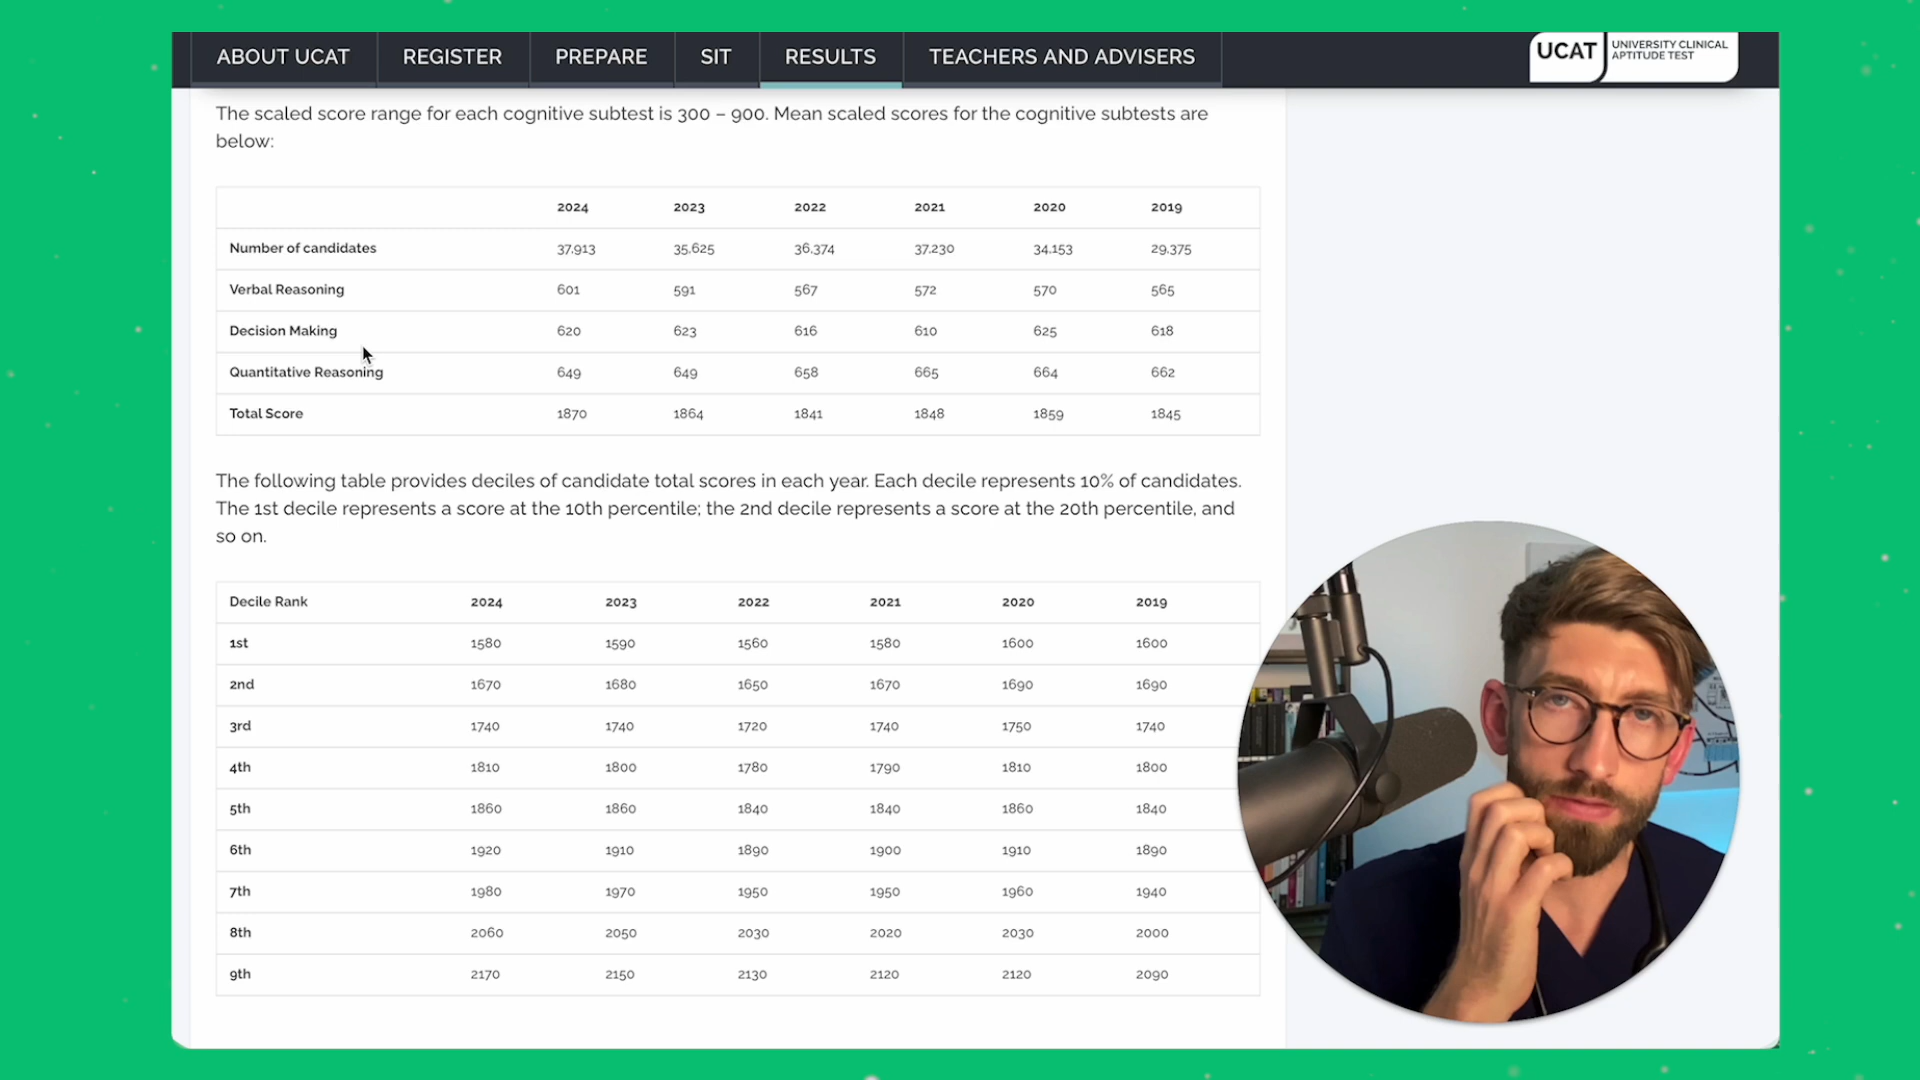 ABOUT UCAT REGISTER PREPARE SIT RESULTS TEACHERS AND ADVISERS
UCAT UNIVERSITY CLINICAL
APTITUDE TEST
The scaled score range for each cognitive subtest is 300 – 900. Mean scaled scores for the cognitive subtests are
below:
2024 2023 2022 2021 2020 2019
Number of candidates 37,913 35,625 36,374 37,230 34,153 29,375
Verbal Reasoning 601 591 567 572 570 565
Decision Making 620 623 616 610 625 618
Quantitative Reasoning 649 649 658 665 664 662
Total Score 1870 1864 1841 1848 1859 1845
The following table provides deciles of candidate total scores in each year. Each decile represents 10% of candidates.
The 1st decile represents a score at the 10th percentile; the 2nd decile represents a score at the 20th percentile, and
so on.
Decile Rank 2024 2023 2022 2021 2020 2019
1st 1580 1590 1560 1580 1600 1600
2nd 1670 1680 1650 1670 1690 1690
3rd 1740 1740 1720 1740 1750 1740
4th 1810 1800 1780 1790 1810 1800
5th 1860 1860 1840 1840 1860 1840
6th 1920 1910 1890 1900 1910 1890
7th 1980 1970 1950 1950 1960 1940
8th 2060 2050 2030 2020 2030 2000
9th 2170 2150 2130 2120 2120 2090